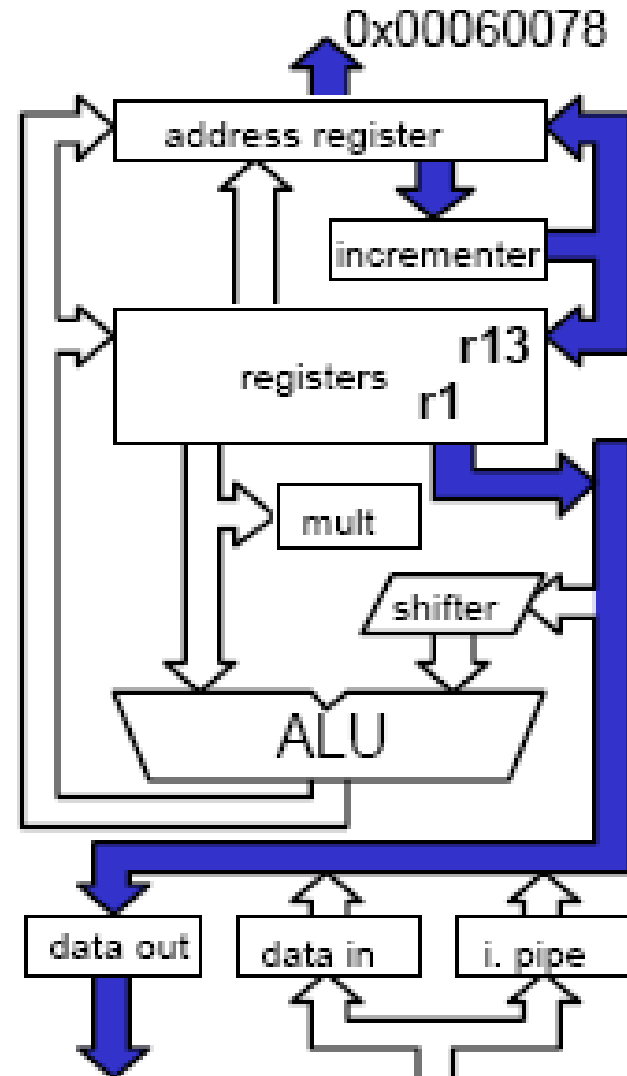 0x00060078
address register
incrementer
r13
registers
r1
mult
shifter
ALU
data out
data in
i. pipe